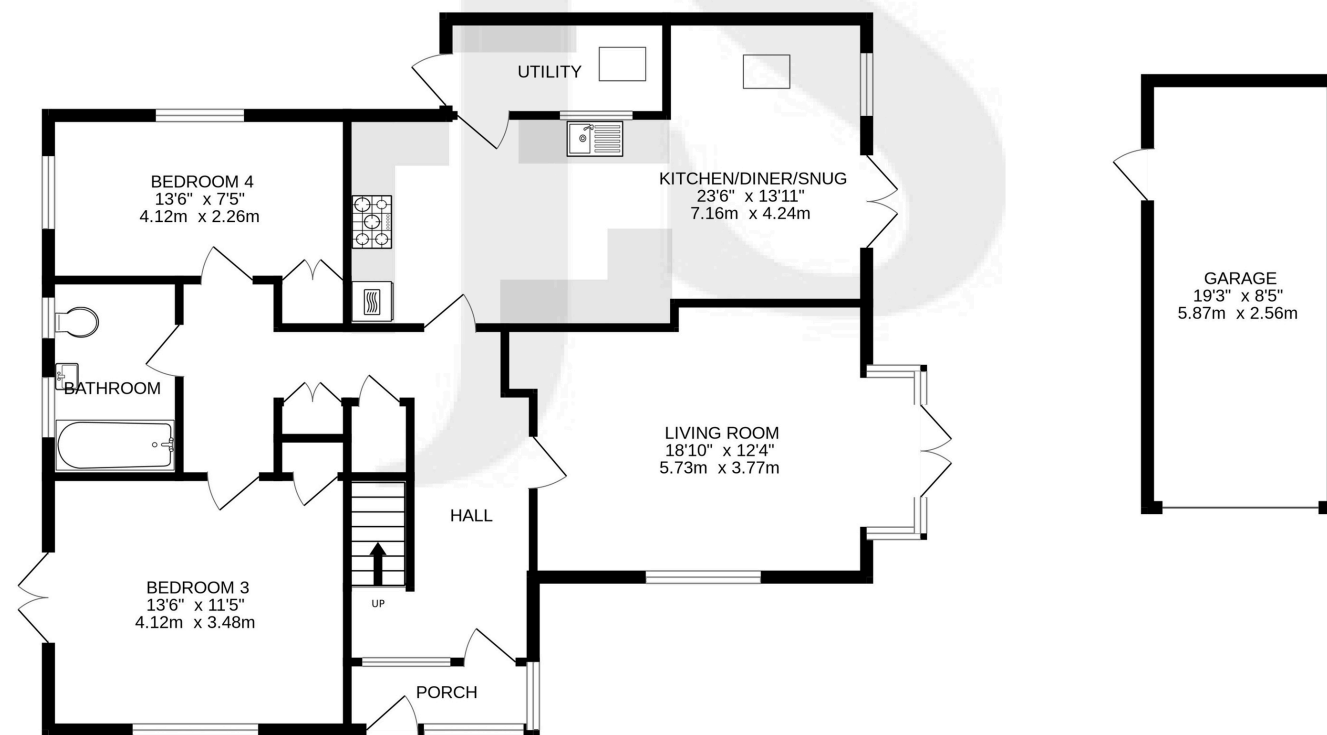 UTILITY
BEDROOM 4
13'6" x 7'5"
4.12m x 2.26m
KITCHEN/DINER/SNUG
23'6" x 13'11"
7.16m x 4.24m
GARAGE
19'3" x 8'5"
5.87m x 2.56m
BATHROOM
LIVING ROOM
18'10" x 12'4"
5.73m x 3.77m
HALL
BEDROOM 3
13'6" x 11'5"
4.12m x 3.48m
UP
PORCH